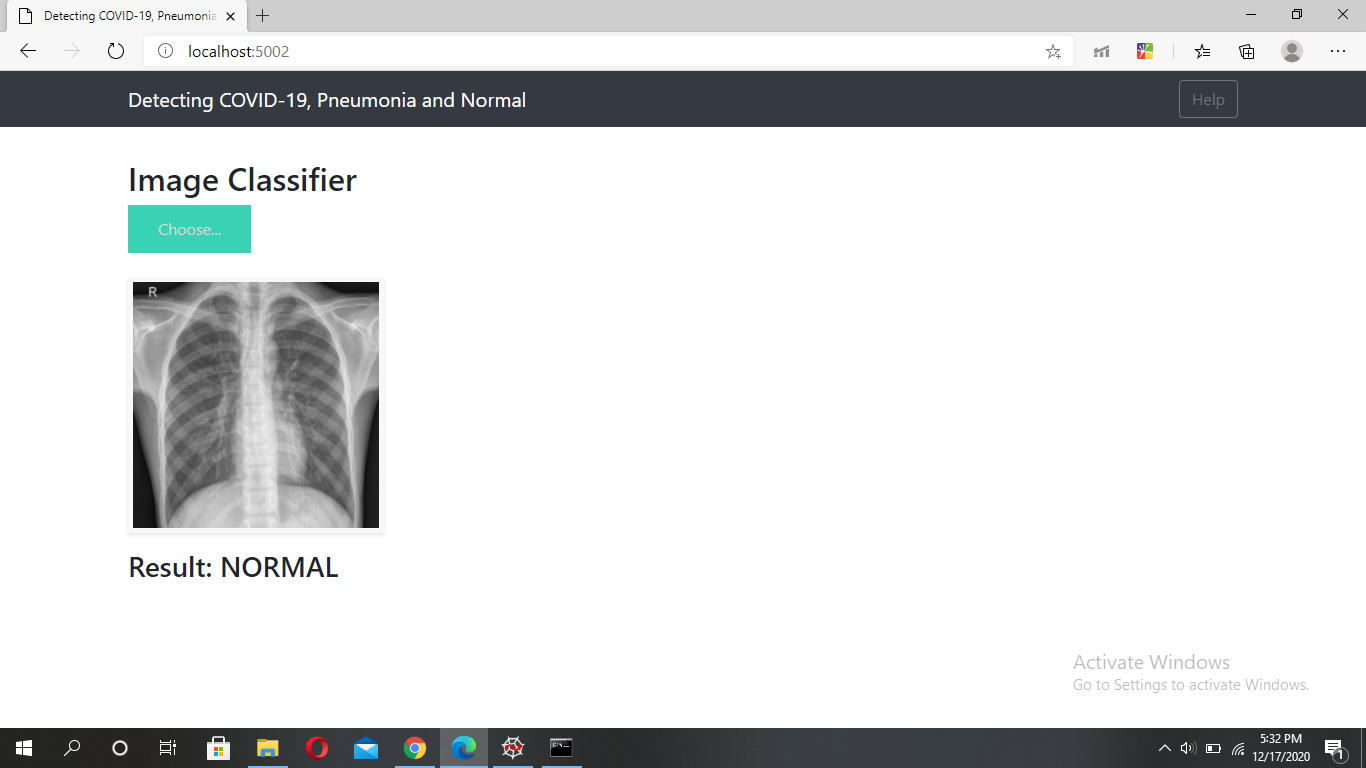 Detecting COVID-19, Pneumonia
localhost:5002
Detecting COVID-19, Pneumonia and Normal
Help
Image Classifier
Choose...
R
Result: NORMAL
Activate Windows
Go to Settings to activate Windows.
5:32 PM
12/17/2020
1